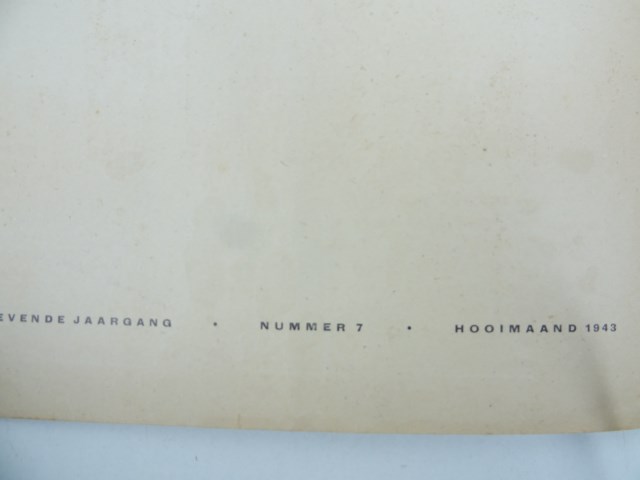 EVENDE JAARGANG • NUMMER 7 • HOOIMAAND 1943